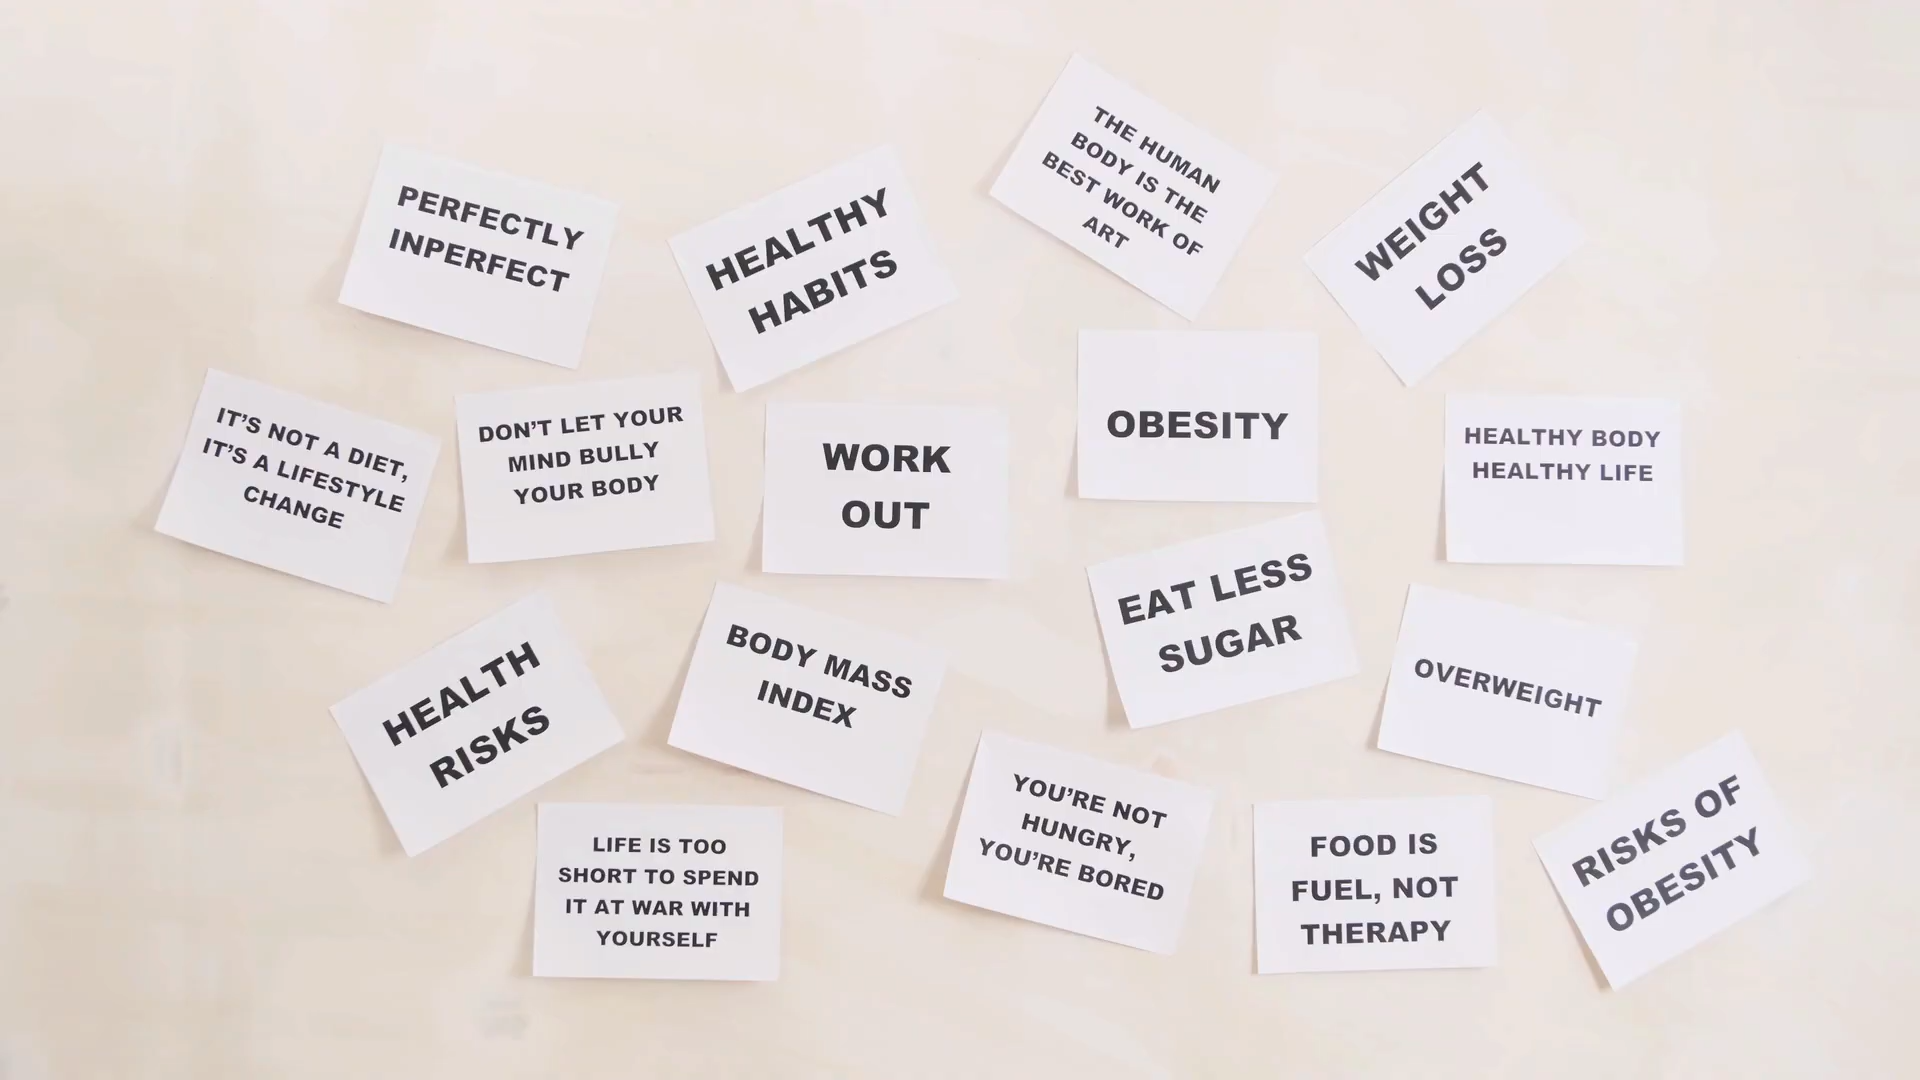 PERFECTLY
INPERFECT
HEALTHY
HABITS
THE HUMAN
BODY IS THE
BEST WORK OF
ART
WEIGHT
LOSS
IT'S NOT A DIET,
IT'S A LIFESTYLE
CHANGE
DON'T LET YOUR
MIND BULLY
YOUR BODY
WORK
OUT
OBESITY
HEALTHY BODY
HEALTHY LIFE
HEALTH
RISKS
BODY MASS
INDEX
EAT LESS
SUGAR
OVERWEIGHT
LIFE IS TOO
SHORT TO SPEND
IT AT WAR WITH
YOURSELF
YOU'RE NOT
HUNGRY,
YOU'RE BORED
FOOD IS
FUEL, NOT
THERAPY
RISKS OF
OBESITY